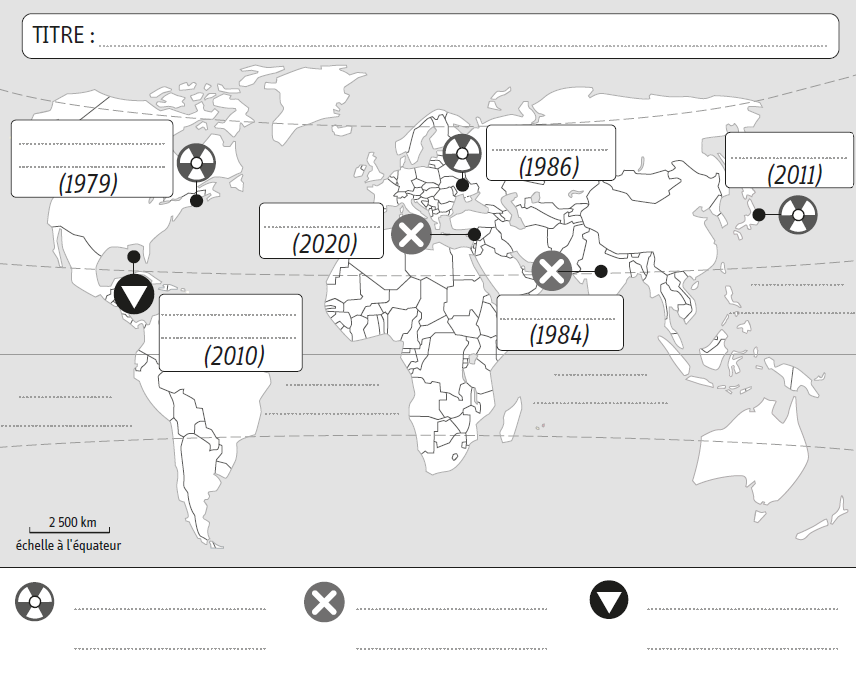 TITRE :
(1979)
(1986)
(2011)
(2020)
(1984)
(2010)
2 500 km
échelle à l'équateur